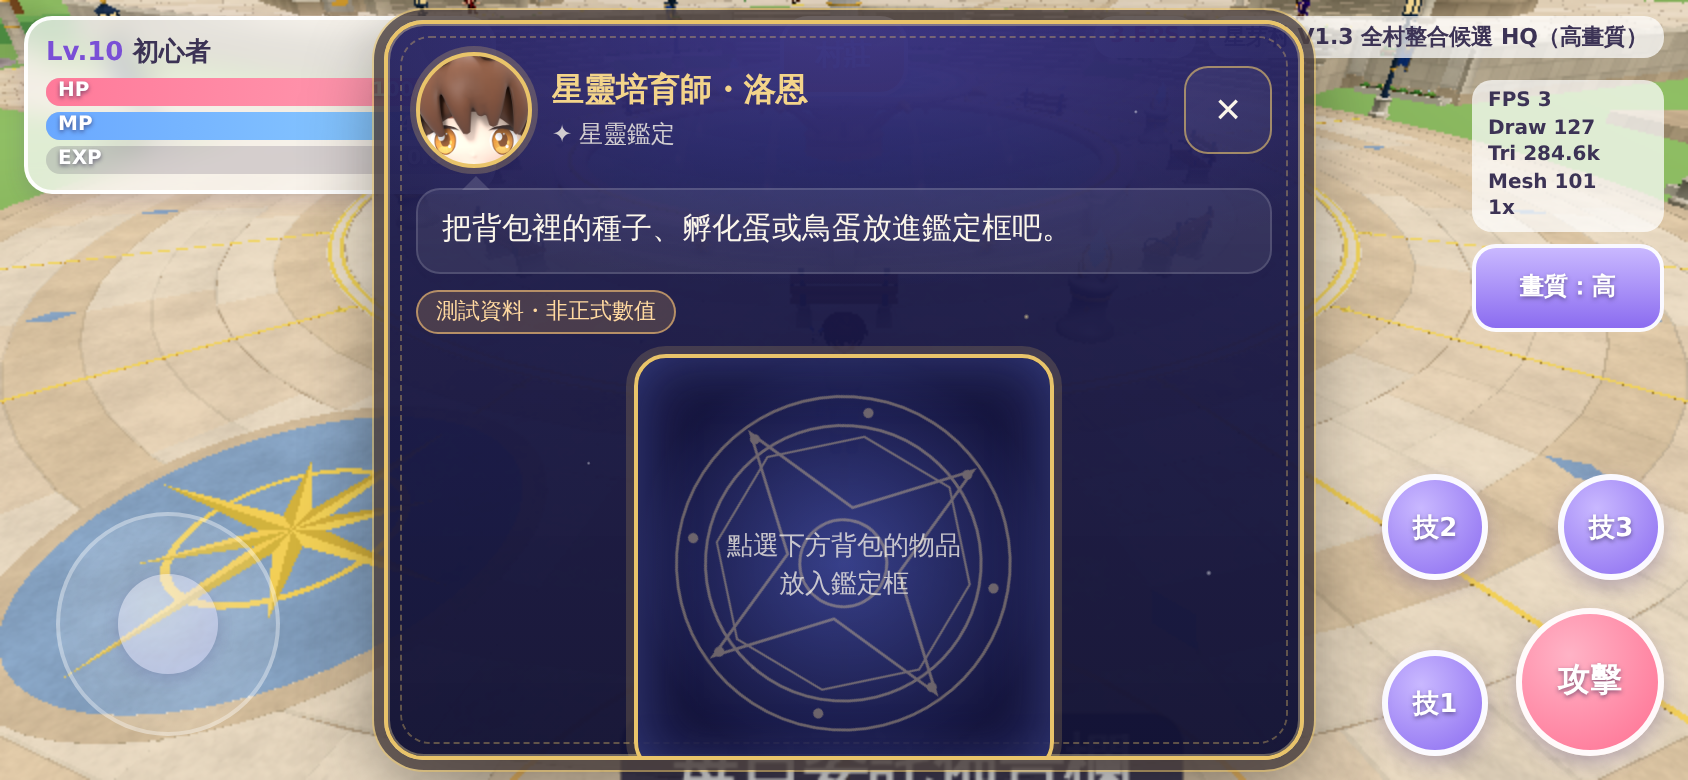 Lv.10 初心者
HP
MP
EXP
星靈培育師・洛恩
✦ 星靈鑑定
×
把背包裡的種子、孵化蛋或鳥蛋放進鑑定框吧。
測試資料・非正式數值
點選下方背包的物品
放入鑑定框
V1.3 全村整合候選 HQ（高畫質）
FPS 3
Draw 127
Tri 284.6k
Mesh 101
1x
畫質：高
技2
技3
技1
攻擊